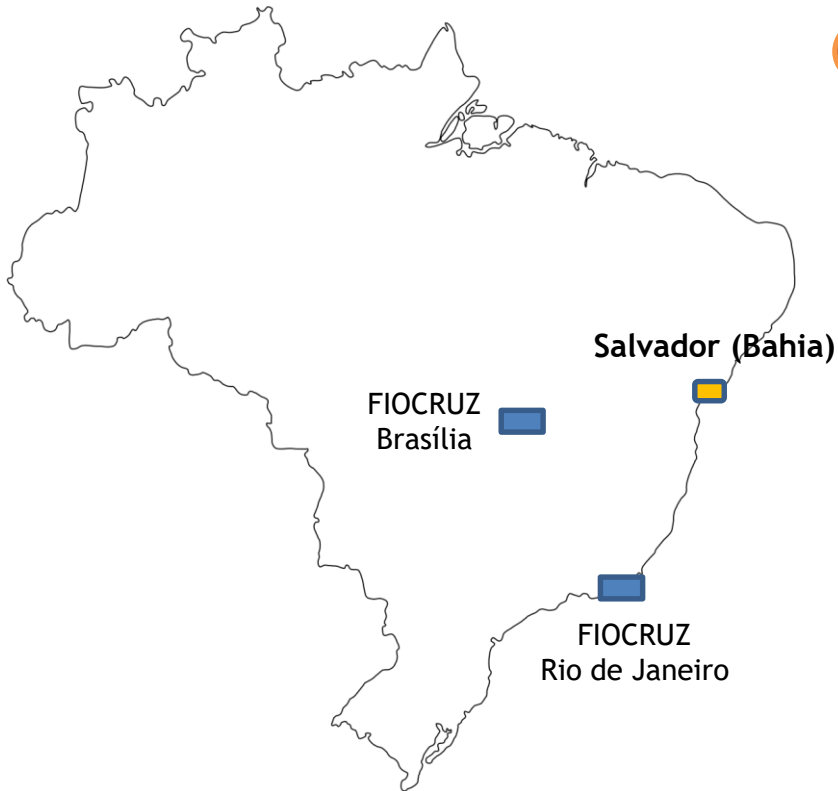 Salvador (Bahia)
FIOCRUZ
Brasília
FIOCRUZ
Rio de Janeiro